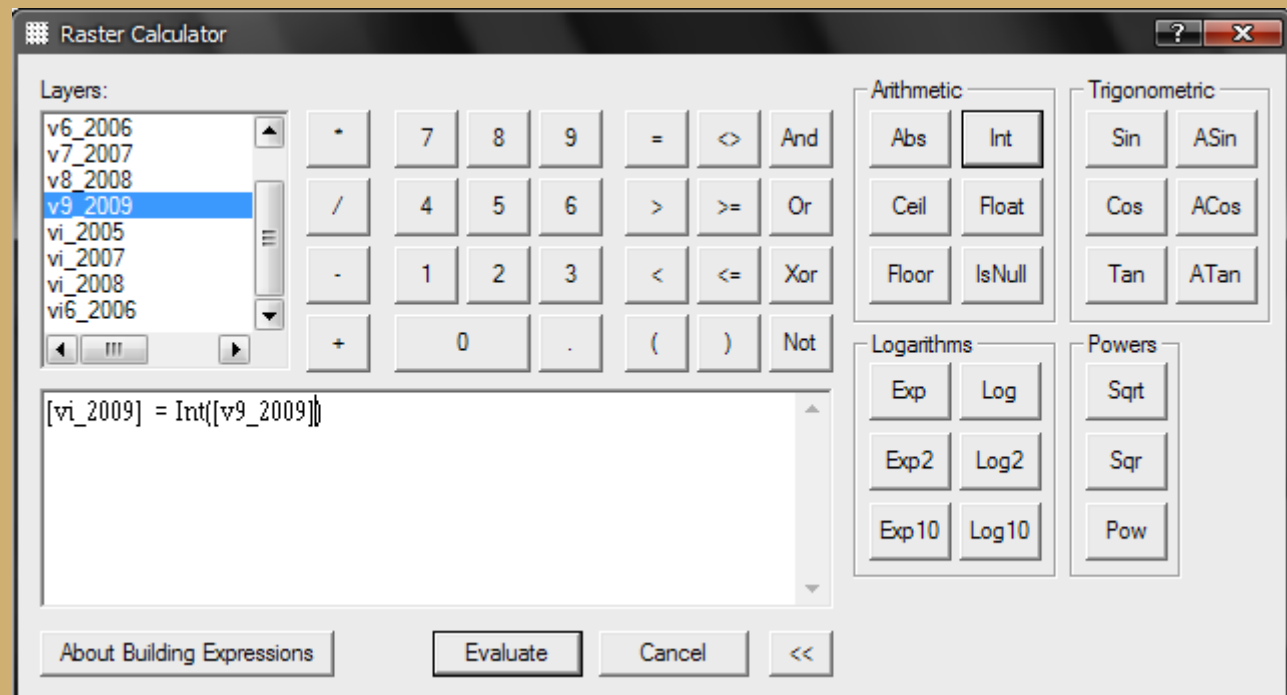 Raster Calculator
?
X
Layers:
v6_2006
v7_2007
v8_2008
v9_2009
vi_2005
vi_2007
vi_2008
vi6_2006
* 7 8 9 = <> And
/ 4 5 6 > >= Or
- 1 2 3 < <= Xor
+ 0 . ( ) Not
Arithmetic
Abs Int
Ceil Float
Floor IsNull
Trigonometric
Sin ASin
Cos ACos
Tan ATan
Logarithms
Exp Log
Exp2 Log2
Exp10 Log10
Powers
Sqrt
Sqr
Pow
[vi_2009] = Int([v9_2009])
About Building Expressions
Evaluate
Cancel
<<